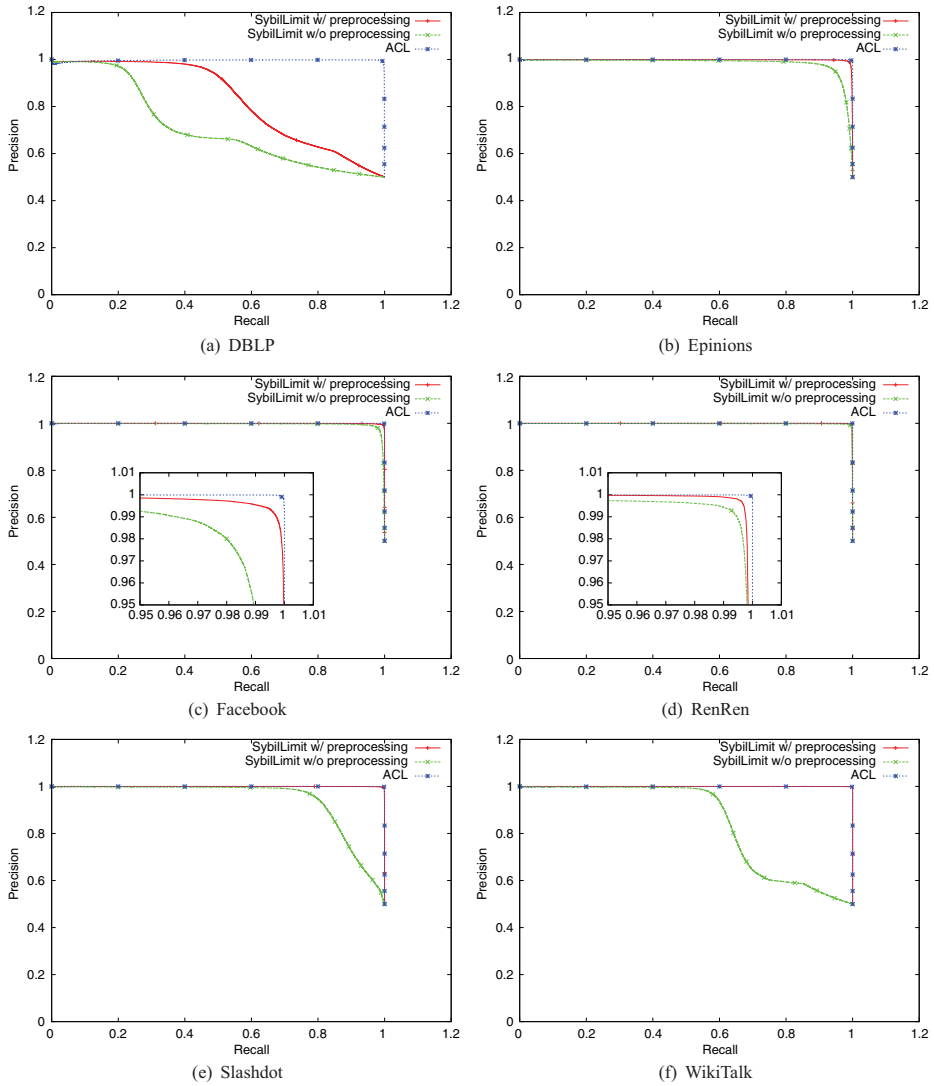 1.2
1
0.8
0.6
0.4
0.2
0
Precision
0 0.2 0.4 0.6 0.8 1 1.2
Recall
SybilLimit w/ preprocessing
SybilLimit w/o preprocessing
ACL
(a) DBLP
1.2
1
0.8
0.6
0.4
0.2
0
Precision
0 0.2 0.4 0.6 0.8 1 1.2
Recall
SybilLimit w/ preprocessing
SybilLimit w/o preprocessing
ACL
(b) Epinions
1.2
1
0.8
0.6
0.4
0.2
0
Precision
0 0.2 0.4 0.6 0.8 1 1.2
Recall
SybilLimit w/ preprocessing
SybilLimit w/o preprocessing
ACL
1.01
1
0.99
0.98
0.97
0.96
0.95
0.95 0.96 0.97 0.98 0.99 1 1.01
(c) Facebook
1.2
1
0.8
0.6
0.4
0.2
0
Precision
0 0.2 0.4 0.6 0.8 1 1.2
Recall
SybilLimit w/ preprocessing
SybilLimit w/o preprocessing
ACL
1.01
1
0.99
0.98
0.97
0.96
0.95
0.95 0.96 0.97 0.98 0.99 1 1.01
(d) RenRen
1.2
1
0.8
0.6
0.4
0.2
0
Precision
0 0.2 0.4 0.6 0.8 1 1.2
Recall
SybilLimit w/ preprocessing
SybilLimit w/o preprocessing
ACL
(e) Slashdot
1.2
1
0.8
0.6
0.4
0.2
0
Precision
0 0.2 0.4 0.6 0.8 1 1.2
Recall
SybilLimit w/ preprocessing
SybilLimit w/o preprocessing
ACL
(f) WikiTalk